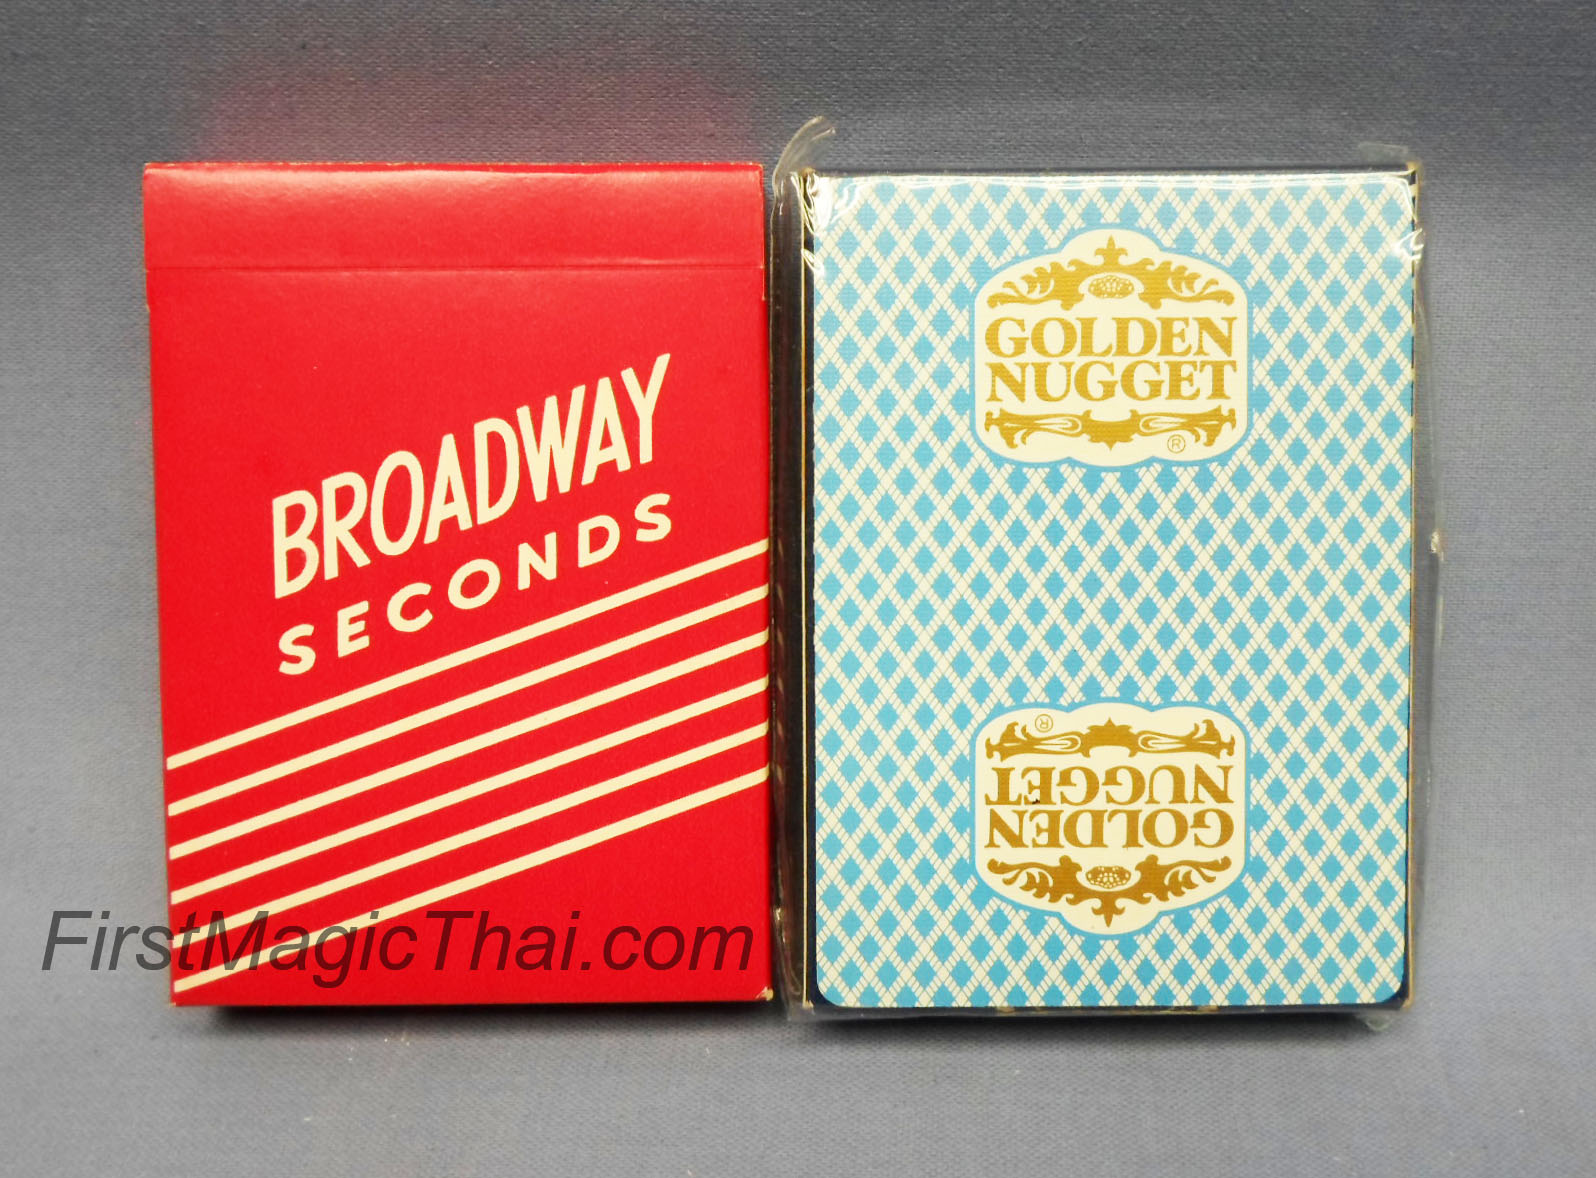 BROADWAY
SECONDS
GOLDEN
NUGGET
®
GOLDEN
NUGGET
®
FirstMagicThai.com